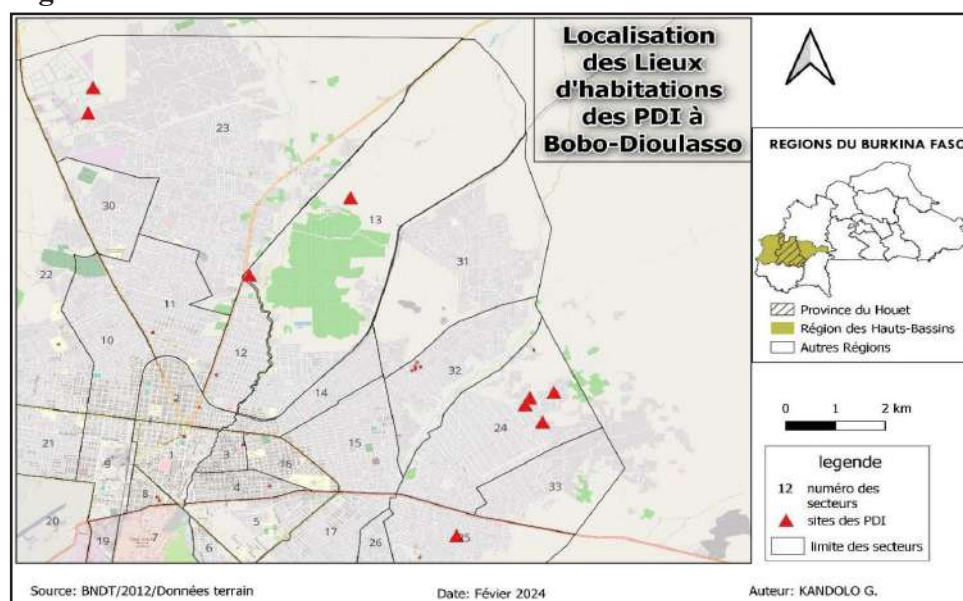 Localisation
des Lieux
d'habitations
des PDI à
Bobo-Dioulasso
REGIONS DU BURKINA FASO
Province du Houet
Région des Hauts-Bassins
Autres Régions
0 1 2 km
legende
12 numéro des
secteurs
sites des PDI
limite des secteurs
23
30
13
22
31
11
10
12
32
14
2
24
21
9
1
3
15
16
4
33
8
20
19
7
5
6
17
26
25
Source: BNDT/2012/Données terrain
Date: Févier 2024
Auteur: KANDOLO G.